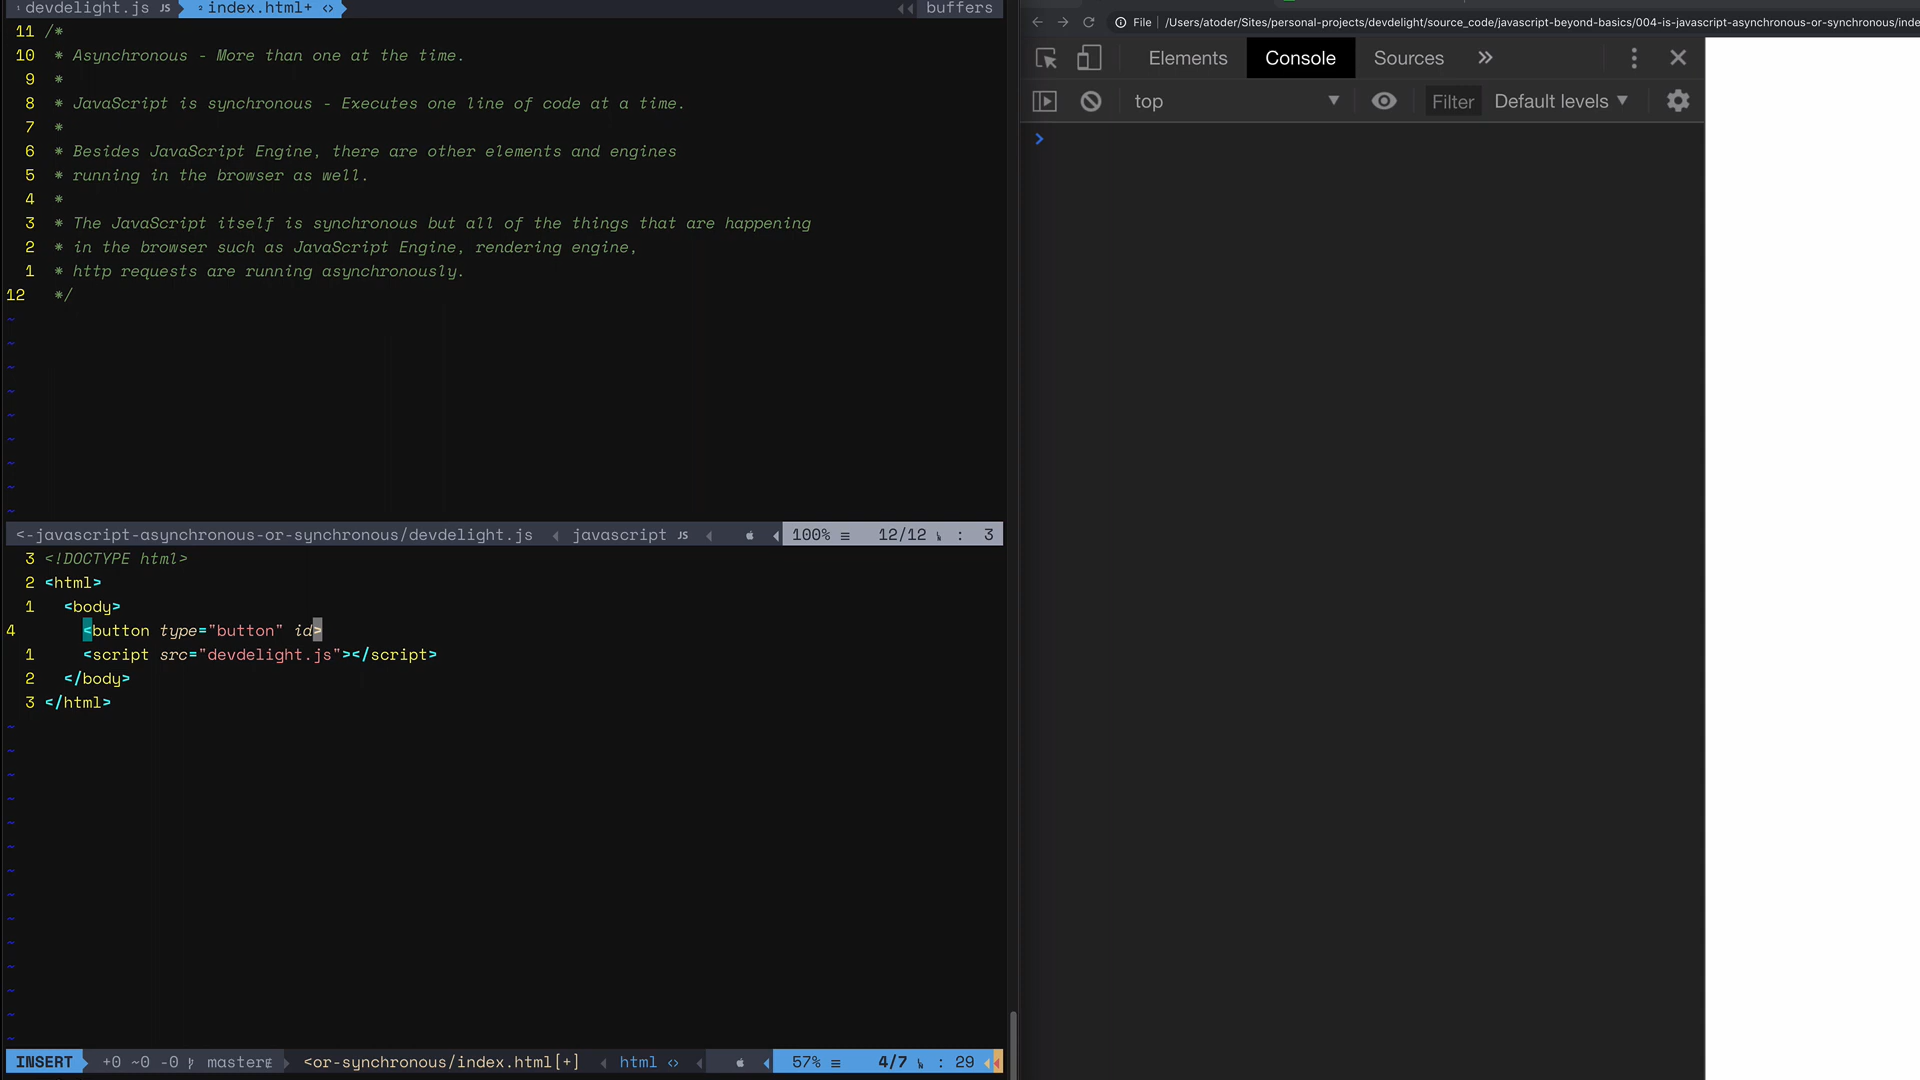 1 devdelight.js JS 2 index.html+ <> buffers
11 /*
10 * Asynchronous - More than one at the time.
9 *
8 * JavaScript is synchronous - Executes one line of code at a time.
7 *
6 * Besides JavaScript Engine, there are other elements and engines
5 * running in the browser as well.
4 *
3 * The JavaScript itself is synchronous but all of the things that are happening
2 * in the browser such as JavaScript Engine, rendering engine,
1 * http requests are running asynchronously.
12 */
~
~
~
~
~
~
~
~
~
<-javascript-asynchronous-or-synchronous/devdelight.js javascript JS 100% ≡ 12/12 : 3
3 <!DOCTYPE html>
2 <html>
1 <body>
4 <button type="button" id>
1 <script src="devdelight.js"></script>
2 </body>
3 </html>
~
~
~
~
~
~
~
~
~
~
~
~
~
~
INSERT +0 ~0 -0 master <or-synchronous/index.html[+] html <> 57% ≡ 4/7 : 29
File /Users/atoder/Sites/personal-projects/devdelight/source_code/javascript-beyond-basics/004-is-javascript-asynchronous-or-synchronous/inde
Elements Console Sources »
top Filter Default levels
>